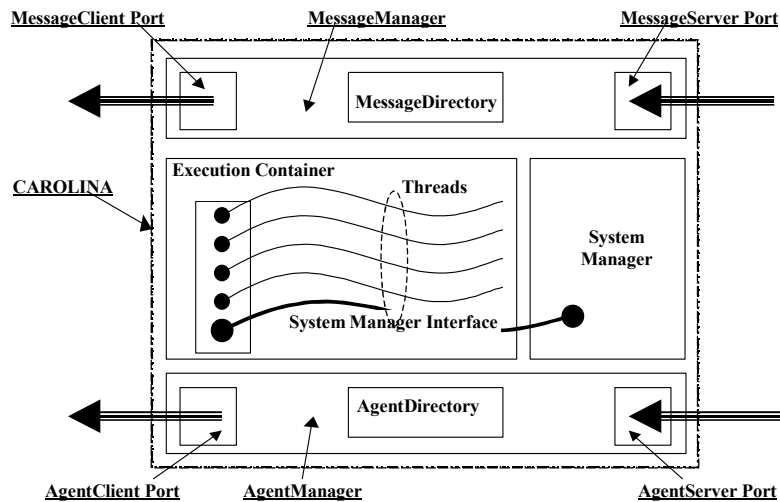 MessageClient Port
MessageManager
MessageServer Port
MessageDirectory
Execution Container
Threads
CAROLINA
System
Manager
System Manager Interface
AgentDirectory
AgentClient Port
AgentManager
AgentServer Port